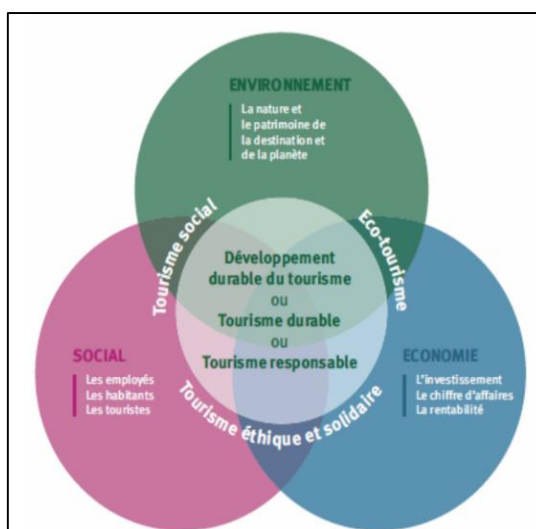 ENVIRONNEMENT
La nature et
le patrimoine de
la destination et
de la planète
Tourisme social
Eco-tourisme
Développement
durable du tourisme
ou
Tourisme durable
ou
Tourisme responsable
SOCIAL
Les employés
Les habitants
Les touristes
ECONOMIE
L'investissement
Le chiffre d'affaires
La rentabilité
Tourisme éthique et solidaire